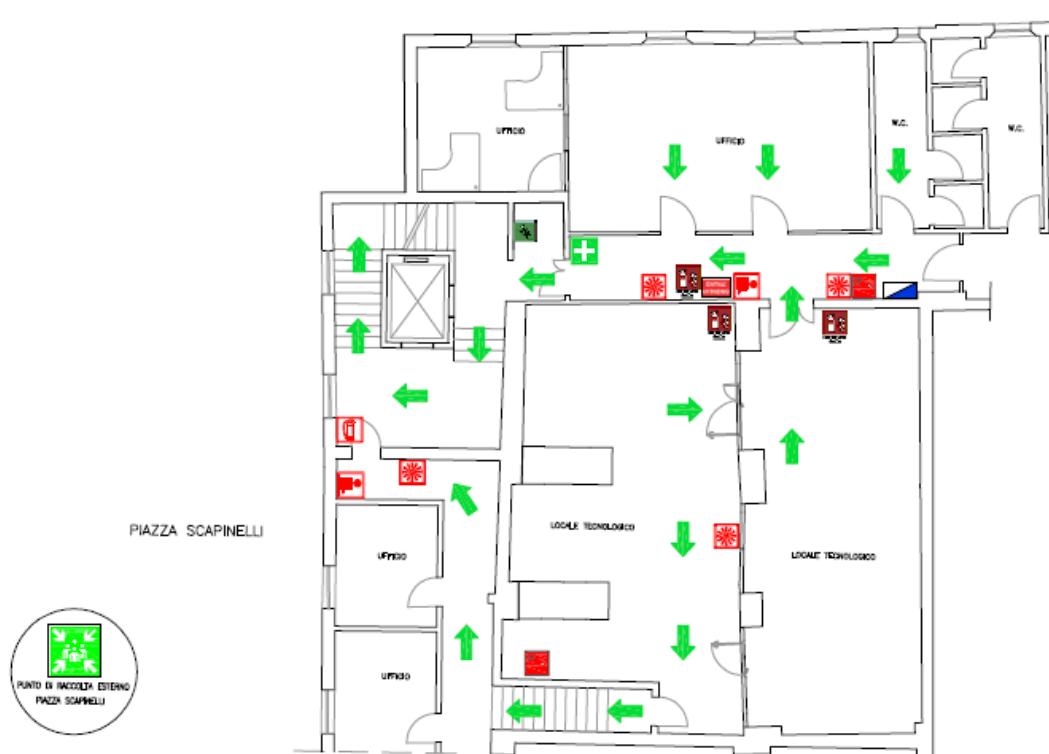 UFFICIO
UFFICIO
W.C.
W.C.
PIAZZA SCAPINELLI
LOCALE TECNOLOGICO
LOCALE TECNOLOGICO
UFFICIO
UFFICIO
PUNTO DI RACCOLTA ESTERNO
PIAZZA SCAPINELLI